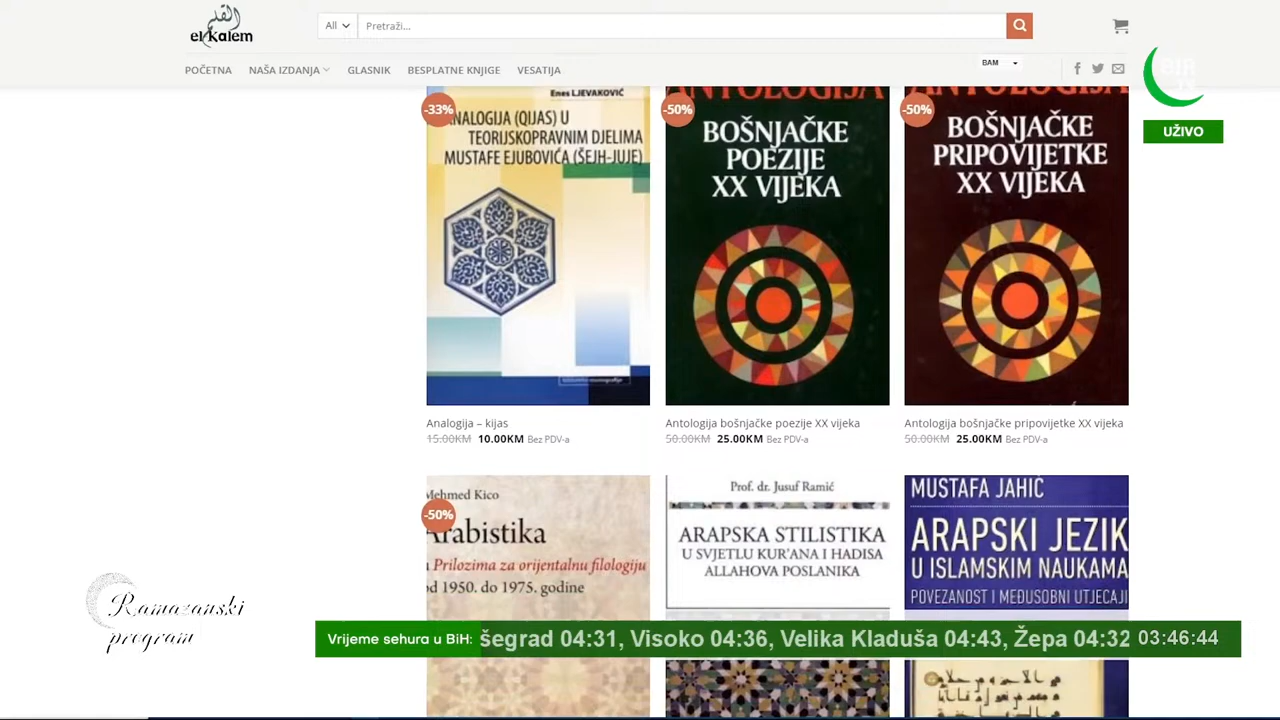 القلم
el Kalem
All
Pretraži...
POČETNA
NAŠA IZDANJA
GLASNIK
BESPLATNE KNJIGE
VESATIJA
BAM
UŽIVO
-33%
Enes LJEVAKOVIĆ
ANALOGIJA (QIJAS) U
TEORIJSKOPRAVNIM DJELIMA
MUSTAFE EJUBOVIĆA (ŠEJH-JUJE)
-50%
ANTOLOGIJA
BOŠNJAČKE
POEZIJE
XX VIJEKA
-50%
ANTOLOGIJA
BOŠNJAČKE
PRIPOVIJETKE
XX VIJEKA
Analogija – kijas
15.00KM 10.00KM Bez PDV-a
Antologija bošnjačke poezije XX vijeka
50.00KM 25.00KM Bez PDV-a
Antologija bošnjačke pripovijetke XX vijeka
50.00KM 25.00KM Bez PDV-a
-50%
Mehmed Kico
Arabistika
u Prilozima za orijentalnu filologiju
od 1950. do 1975. godine
Prof. dr. Jusuf Ramić
ARAPSKA STILISTIKA
U SVJETLU KUR'ANA I HADISA
ALLAHOVA POSLANIKA
MUSTAFA JAHIĆ
ARAPSKI JEZIK
U ISLAMSKIM NAUKAMA
POVEZANOST I MEĐUSOBNI UTJECAJI
Ramazanski
program
Vrijeme sehura u BiH: šegrad 04:31, Visoko 04:36, Velika Kladuša 04:43, Žepa 04:32 03:46:44